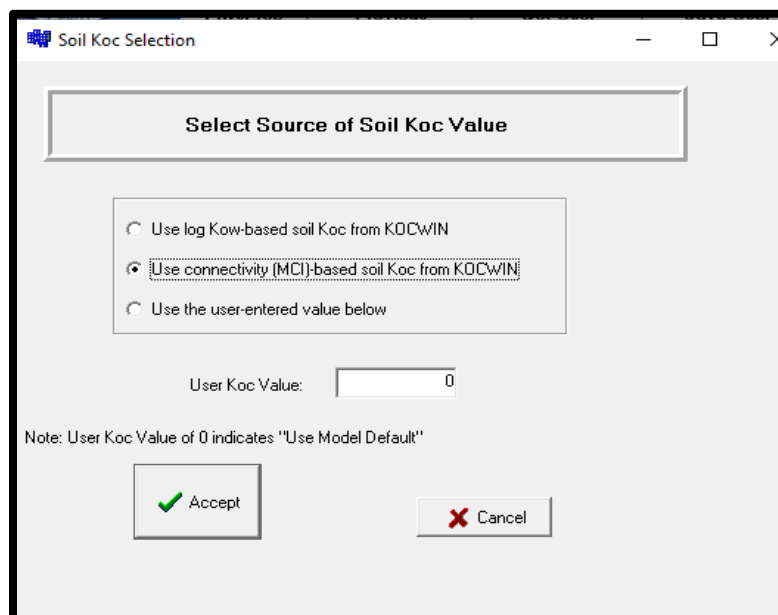 Soil Koc Selection
Select Source of Soil Koc Value
Use log Kow-based soil Koc from KOCWIN
Use connectivity (MCI)-based soil Koc from KOCWIN
Use the user-entered value below
User Koc Value: 0
Note: User Koc Value of 0 indicates "Use Model Default"
Accept
Cancel